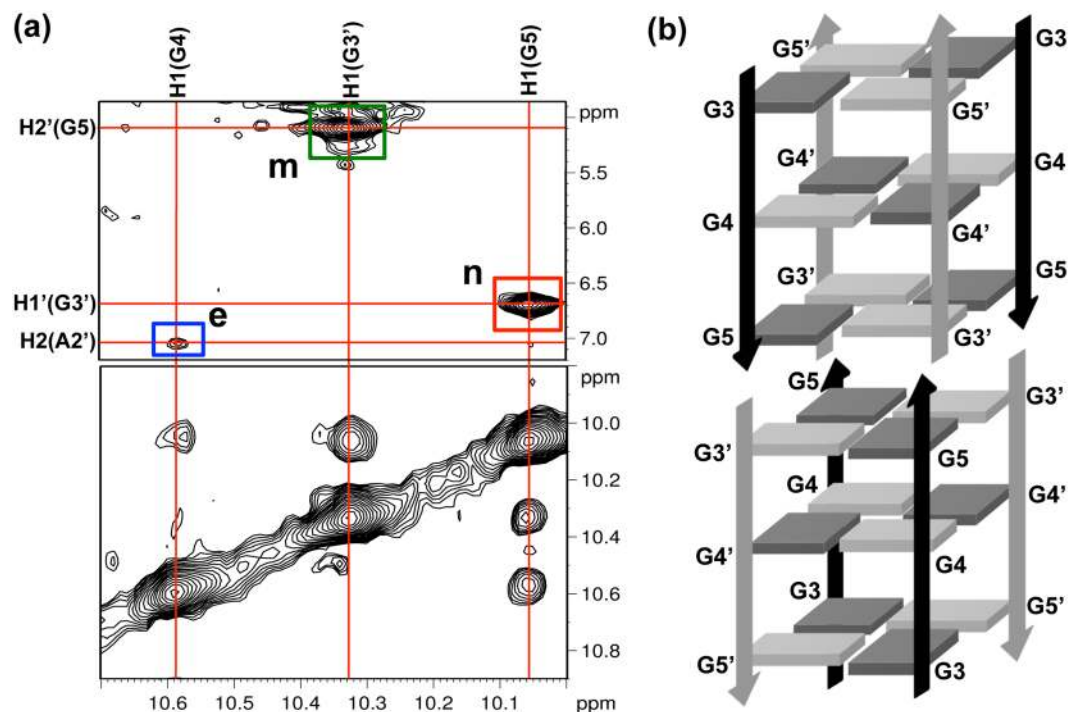 (a)
H1(G4)
H1(G3')
H1(G5)
ppm
H2'(G5)
m
5.5
6.0
n
6.5
H1'(G3')
e
H2(A2')
7.0
ppm
10.0
10.2
10.4
10.6
10.8
10.6
10.5
10.4
10.3
10.2
10.1
ppm
(b)
G5'
G3
G3
G5'
G4'
G4
G4
G4'
G3'
G5
G5
G3'
G5
G3'
G3'
G5
G4
G4'
G4'
G4
G3
G5'
G5'
G3